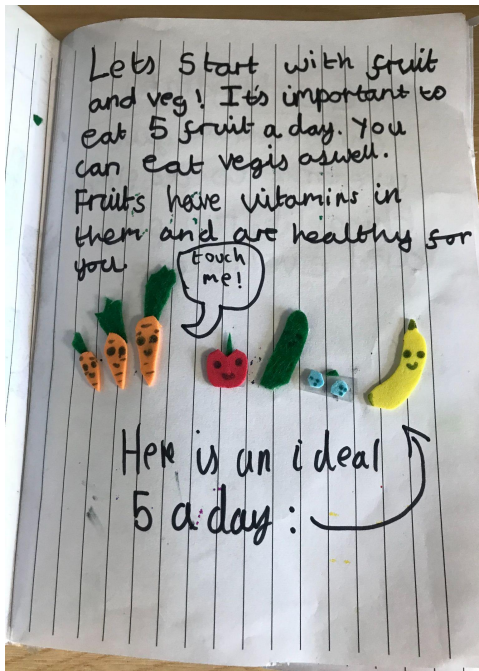 Lets start with fruit
and veg! It's important to
eat 5 fruit a day. You
can eat vegis aswell.
Fruits have vitamins in
them and are healthy for
you.
touch
me!
Here is an ideal
5 a day: